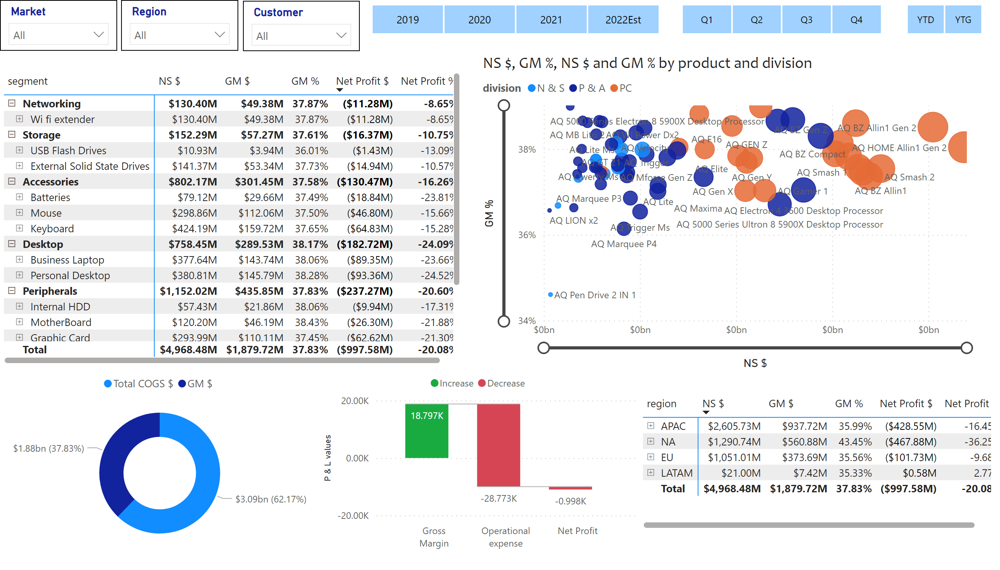 Market
All
Region
All
Customer
All
2019 2020 2021 2022Est
Q1 Q2 Q3 Q4
YTD YTG
segment NS $ GM $ GM % Net Profit $ Net Profit %
Networking $130.40M $49.38M 37.87% ($11.28M) -8.65%
Wi fi extender $130.40M $49.38M 37.87% ($11.28M) -8.65%
Storage $152.29M $57.27M 37.61% ($16.37M) -10.75%
USB Flash Drives $10.93M $3.94M 36.01% ($1.43M) -13.09%
External Solid State Drives $141.37M $53.34M 37.73% ($14.94M) -10.57%
Accessories $802.17M $301.45M 37.58% ($130.47M) -16.26%
Batteries $79.12M $29.66M 37.49% ($18.84M) -23.81%
Mouse $298.86M $112.06M 37.50% ($46.80M) -15.66%
Keyboard $424.19M $159.72M 37.65% ($64.83M) -15.28%
Desktop $758.45M $289.53M 38.17% ($182.72M) -24.09%
Business Laptop $377.64M $143.74M 38.06% ($89.35M) -23.66%
Personal Desktop $380.81M $145.79M 38.28% ($93.36M) -24.52%
Peripherals $1,152.02M $435.85M 37.83% ($237.27M) -20.60%
Internal HDD $57.43M $21.86M 38.06% ($9.94M) -17.31%
MotherBoard $120.20M $46.19M 38.43% ($26.30M) -21.88%
Graphic Card $293.99M $110.11M 37.45% ($62.62M) -21.30%
Total $4,968.48M $1,879.72M 37.83% ($997.58M) -20.08%
NS $, GM %, NS $ and GM % by product and division
division N & S P & A PC
GM %
38%
36%
34%
AQ 5000 Series Electron 8 5900X Desktop Processor
AQ BZ Gen Z
AQ BZ Allin1 Gen 2
AQ MB Lito 2
AQ Wi Power Dx2
AQ F16
AQ GEN Z
AQ Lite Ms
AQ Velocity
AQ BZ Compact
AQ HOME Allin1 Gen 2
AQ GT 21
AQ Trigger
AQ Elite
AQ Smash 1
AQ Qwerty Ms
AQ Mforce Gen Z
AQ Gen Y
AQ Smash 2
AQ Gen X
AQ Gamer 1
AQ BZ Allin1
AQ Marquee P3
AQ Lite
AQ Maxima
AQ Electron 4 3600 Desktop Processor
AQ LION x2
AQ Trigger Ms
AQ 5000 Series Ultron 8 5900X Desktop Processor
AQ Marquee P4
AQ Pen Drive 2 IN 1
$0bn $0bn $0bn $0bn $0bn
NS $
Total COGS $ GM $
$1.88bn (37.83%)
$3.09bn (62.17%)
Increase Decrease
P & L values
20.00K
0.00K
-20.00K
18.797K
-28.773K
-0.998K
Gross
Margin
Operational
expense
Net Profit
region NS $ GM $ GM % Net Profit $ Net Profit
APAC $2,605.73M $937.72M 35.99% ($428.55M) -16.45
NA $1,290.74M $560.88M 43.45% ($467.88M) -36.25
EU $1,051.01M $373.69M 35.56% ($101.73M) -9.68
LATAM $21.00M $7.42M 35.33% $0.58M 2.77
Total $4,968.48M $1,879.72M 37.83% ($997.58M) -20.08